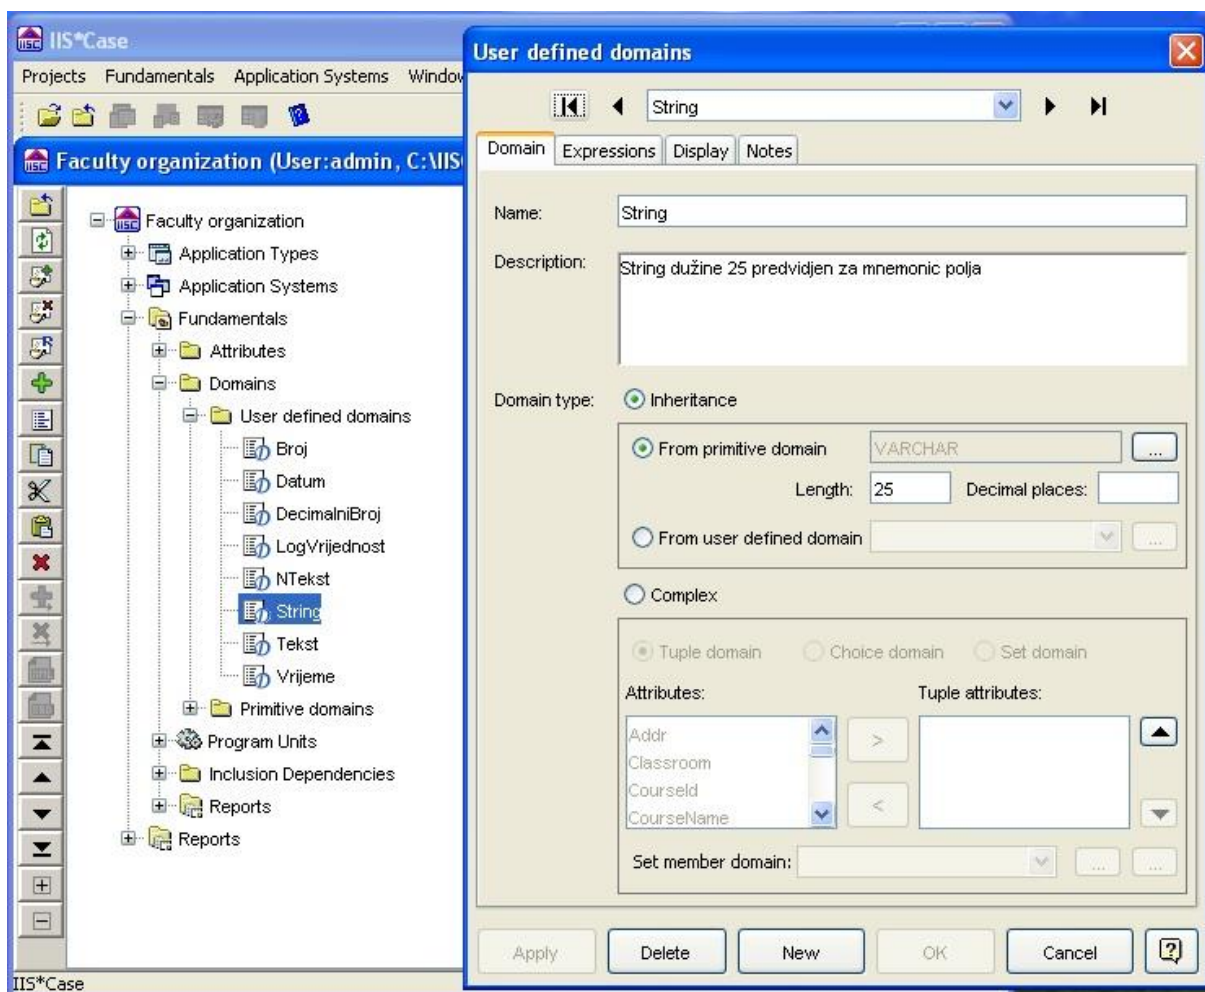 IIS*Case
Projects Fundamentals Application Systems Window
Faculty organization (User:admin, C:\IIS
Faculty organization
Application Types
Application Systems
Fundamentals
Attributes
Domains
User defined domains
Broj
Datum
DecimalniBroj
LogVrijednost
NTekst
String
Tekst
Vrijeme
Primitive domains
Program Units
Inclusion Dependencies
Reports
Reports
IIS*Case
User defined domains
String
Domain Expressions Display Notes
Name: String
Description: String dužine 25 predvidjen za mnemonic polja
Domain type: Inheritance
From primitive domain VARCHAR ...
Length: 25 Decimal places:
From user defined domain ...
Complex
Tuple domain Choice domain Set domain
Attributes: Tuple attributes:
Addr
Classroom
CourseId
CourseName
>
<
Set member domain: ... ...
Apply Delete New OK Cancel ?